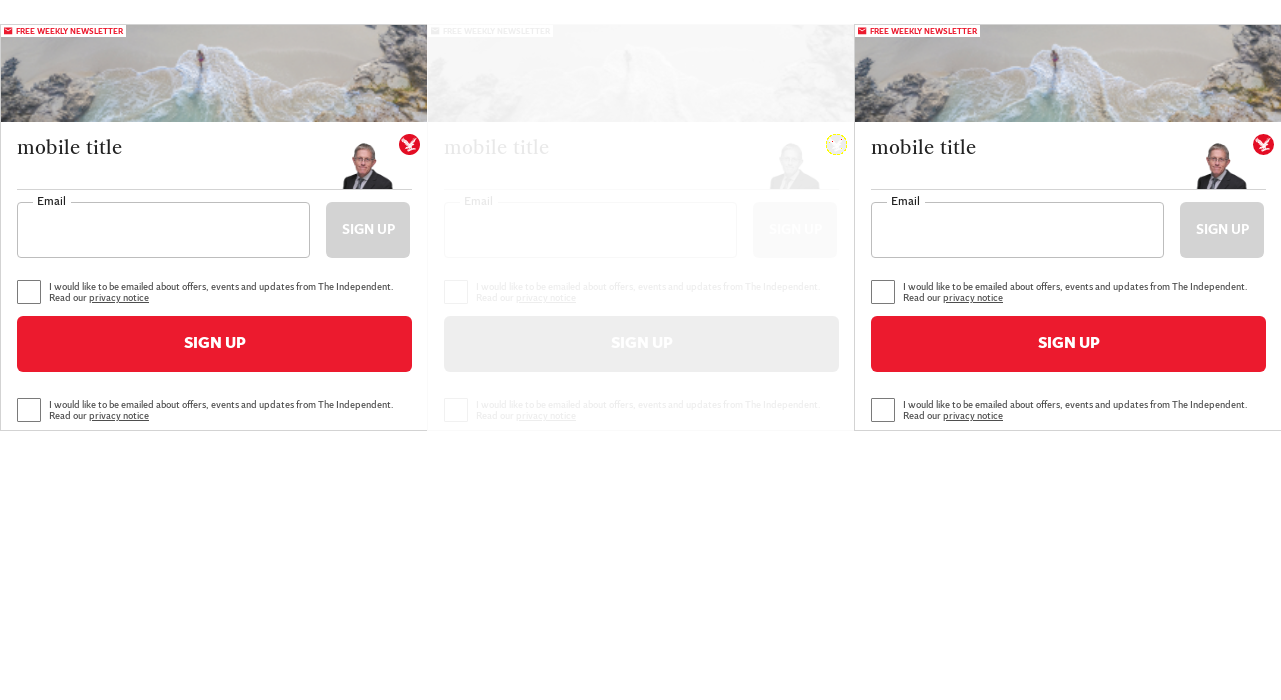 FREE WEEKLY NEWSLETTER
mobile title
Email
SIGN UP
I would like to be emailed about offers, events and updates from The Independent.
Read our privacy notice
SIGN UP
I would like to be emailed about offers, events and updates from The Independent.
Read our privacy notice
FREE WEEKLY NEWSLETTER
mobile title
Email
SIGN UP
I would like to be emailed about offers, events and updates from The Independent.
Read our privacy notice
SIGN UP
I would like to be emailed about offers, events and updates from The Independent.
Read our privacy notice
FREE WEEKLY NEWSLETTER
mobile title
Email
SIGN UP
I would like to be emailed about offers, events and updates from The Independent.
Read our privacy notice
SIGN UP
I would like to be emailed about offers, events and updates from The Independent.
Read our privacy notice